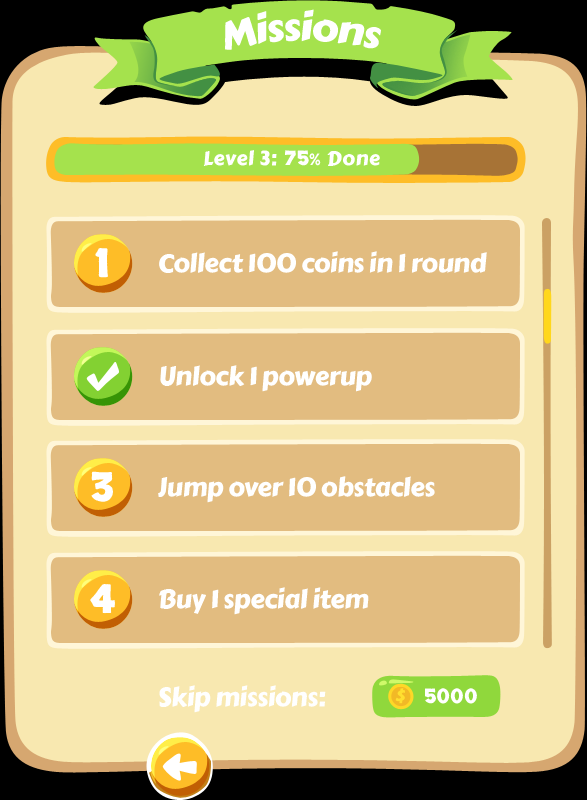 Missions
Level 3: 75% Done
1 Collect 100 coins in 1 round
Unlock 1 powerup
3 Jump over 10 obstacles
4 Buy 1 special item
Skip missions: $ 5000